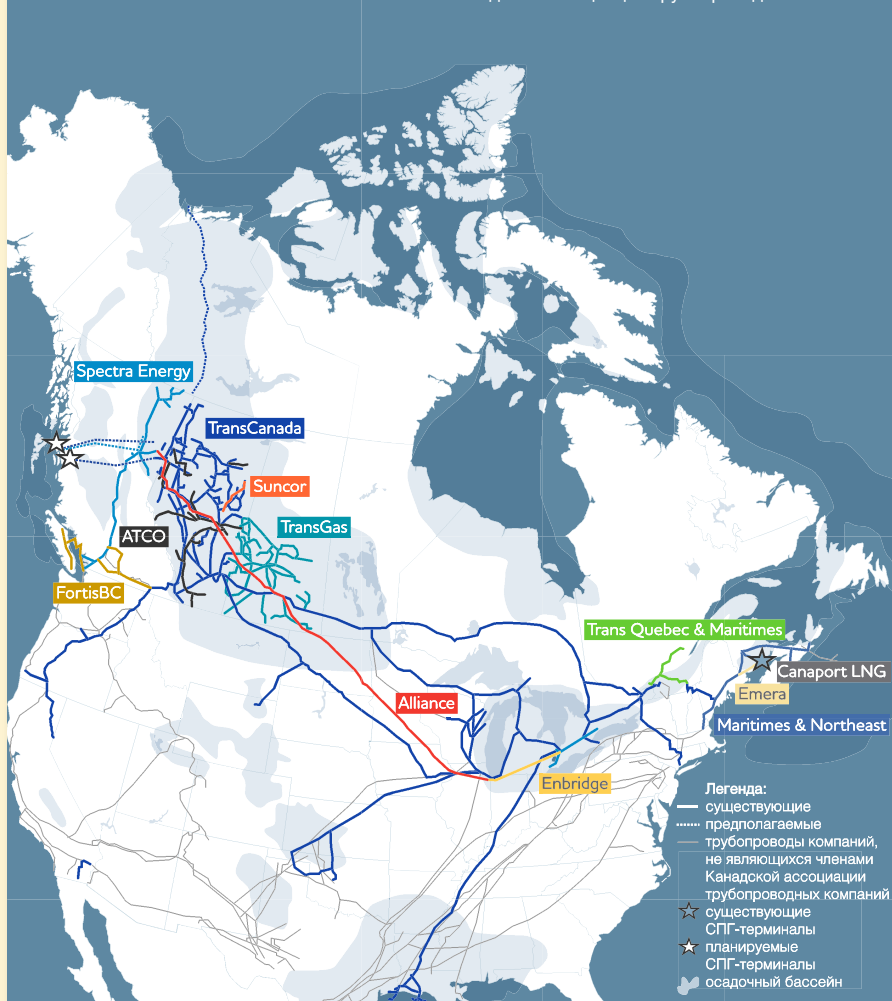 Spectra Energy
TransCanada
Suncor
TransGas
ATCO
FortisBC
Trans Quebec & Maritimes
Canaport LNG
Emera
Alliance
Maritimes & Northeast
Enbridge
Легенда:
существующие
предполагаемые
трубопроводы компаний,
не являющихся членами
Канадской ассоциации
трубопроводных компаний
существующие
СПГ-терминалы
планируемые
СПГ-терминалы
осадочный бассейн